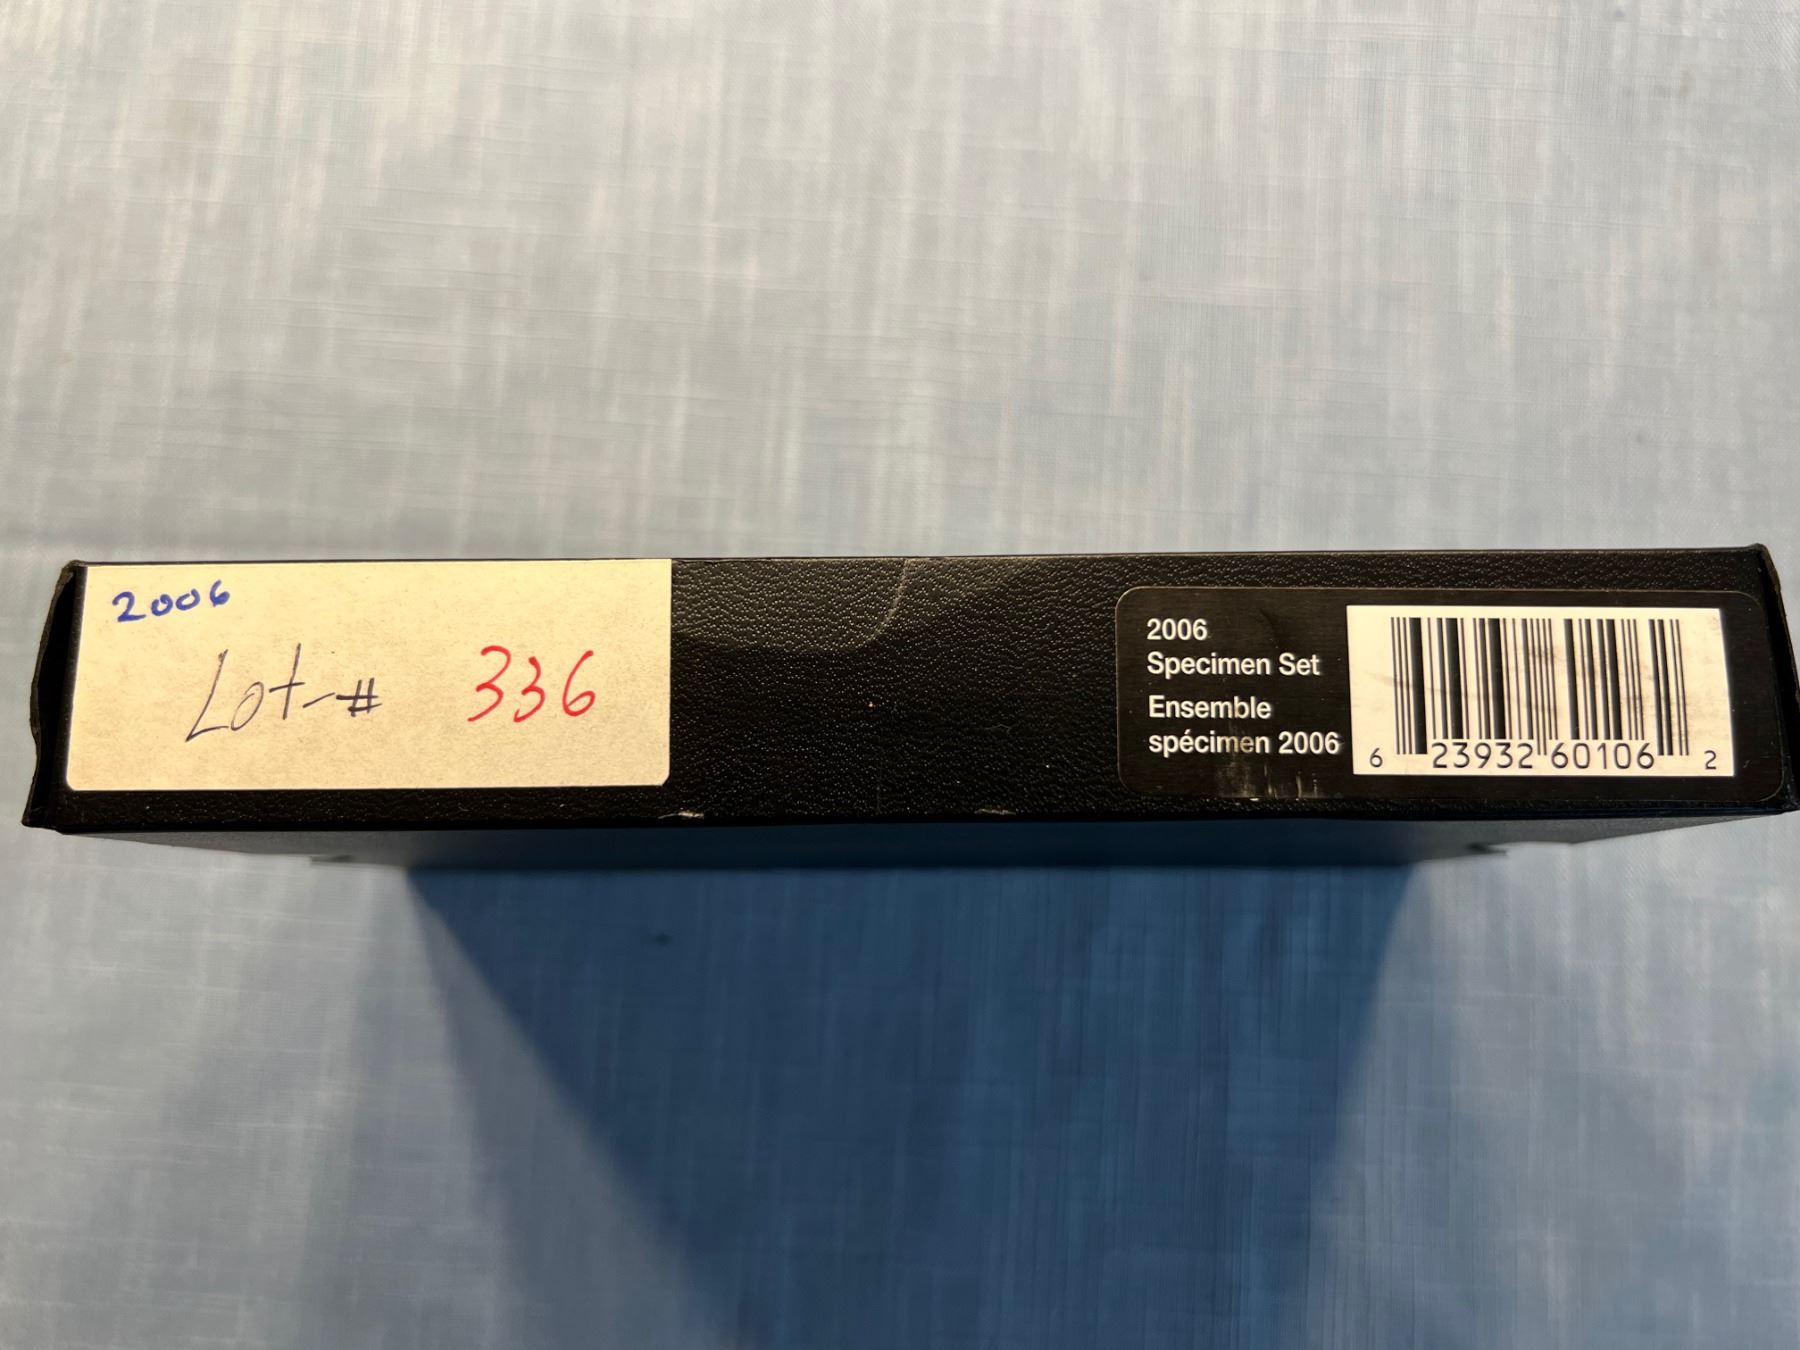 2006
Lot-# 336
2006
Specimen Set
Ensemble
spécimen 2006
6 23932 60106 2